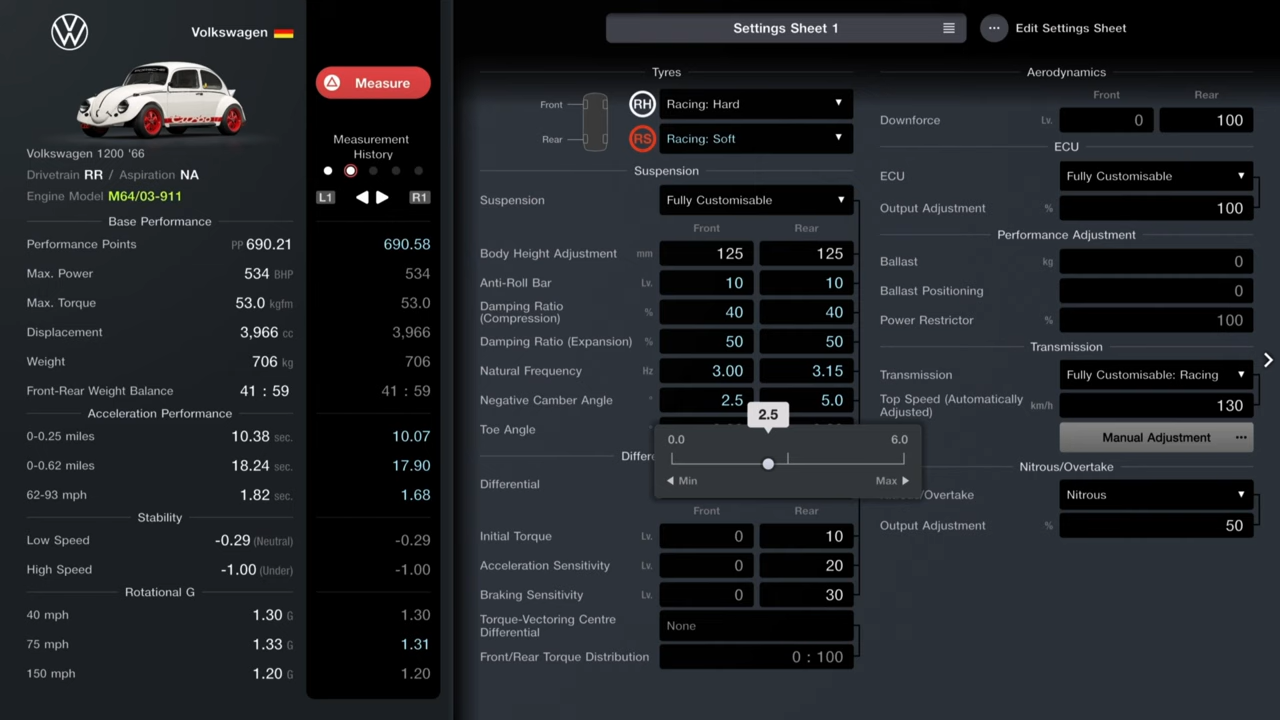 Volkswagen
Volkswagen 1200 '66
Drivetrain RR / Aspiration NA
Engine Model M64/03-911
Base Performance
Performance Points PP 690.21
Max. Power 534 BHP
Max. Torque 53.0 kgfm
Displacement 3,966 cc
Weight 706 kg
Front-Rear Weight Balance 41 : 59
Acceleration Performance
0-0.25 miles 10.38 sec.
0-0.62 miles 18.24 sec.
62-93 mph 1.82 sec.
Stability
Low Speed -0.29 (Neutral)
High Speed -1.00 (Under)
Rotational G
40 mph 1.30 G
75 mph 1.33 G
150 mph 1.20 G
Measure
Measurement
History
L1 R1
690.58
534
53.0
3,966
706
41 : 59
10.07
17.90
1.68
-0.29
-1.00
1.30
1.31
1.20
Settings Sheet 1
Edit Settings Sheet
Tyres
Front RH Racing: Hard
Rear RS Racing: Soft
Suspension
Suspension Fully Customisable
Front Rear
Body Height Adjustment mm 125 125
Anti-Roll Bar Lv. 10 10
Damping Ratio
(Compression) % 40 40
Damping Ratio (Expansion) % 50 50
Natural Frequency Hz 3.00 3.15
Negative Camber Angle ° 2.5 5.0
2.5
Toe Angle
0.0 6.0
Min Max
Differential
Front Rear
Initial Torque Lv. 0 10
Acceleration Sensitivity Lv. 0 20
Braking Sensitivity Lv. 0 30
Torque-Vectoring Centre
Differential None
Front/Rear Torque Distribution 0 : 100
Aerodynamics
Front Rear
Downforce Lv. 0 100
ECU
ECU Fully Customisable
Output Adjustment % 100
Performance Adjustment
Ballast kg 0
Ballast Positioning 0
Power Restrictor % 100
Transmission
Transmission Fully Customisable: Racing
Top Speed (Automatically
Adjusted) km/h 130
Manual Adjustment
Nitrous/Overtake
/Overtake Nitrous
Output Adjustment % 50